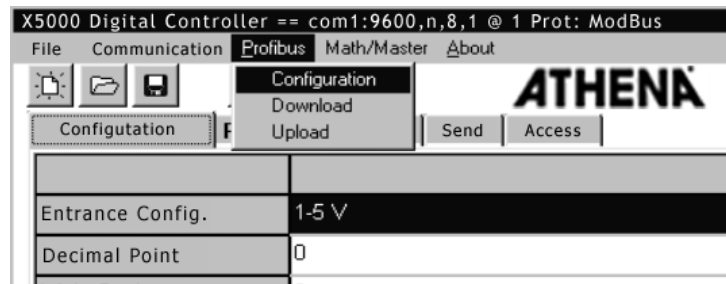 X5000 Digital Controller == com1:9600,n,8,1 @ 1 Prot: ModBus
File Communication Profibus Math/Master About
Configuration
ATHENA
Download
Upload
Configutation Send Access
Entrance Config. 1-5 V
Decimal Point 0